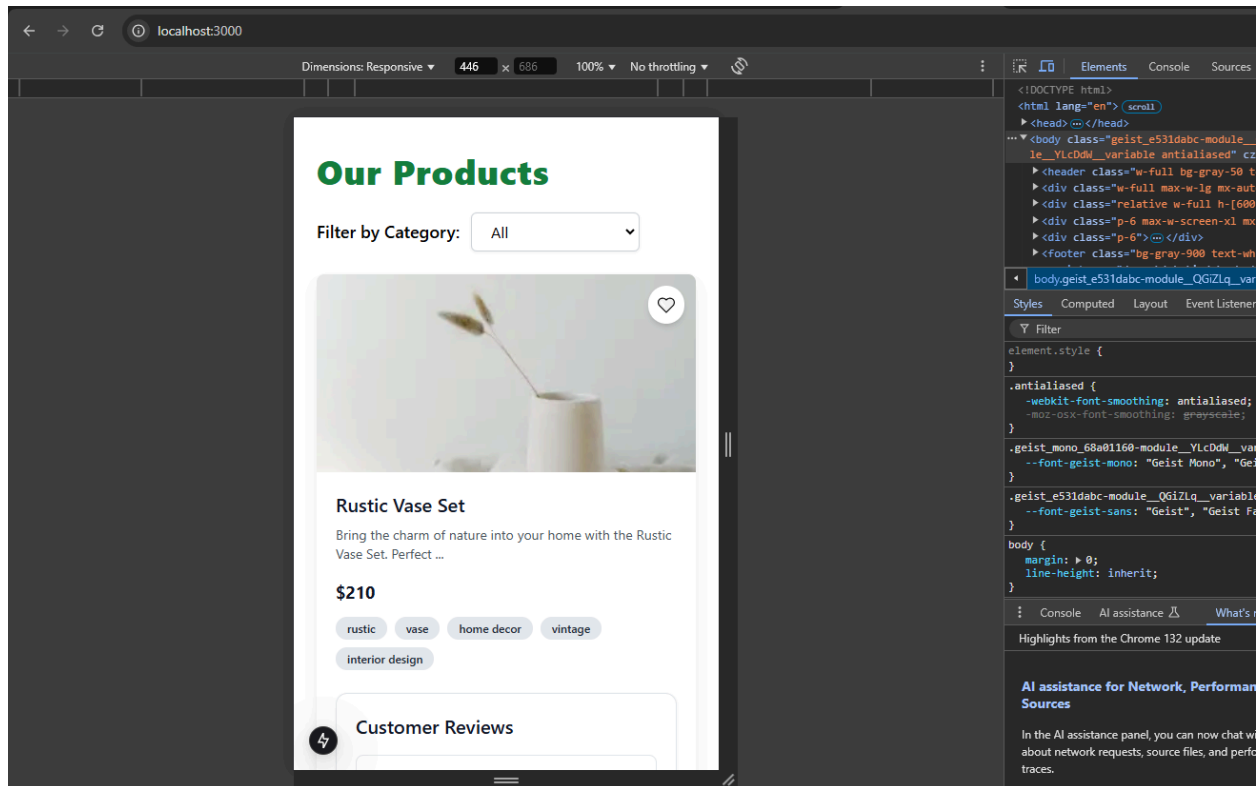 localhost:3000
Dimensions: Responsive 446 x 686 100% No throttling
Elements Console Sources
<!DOCTYPE html>
<html lang="en"> scroll
<head> … </head>
… <body class="geist_e531dabc-module__
le__YLcDdW__variable antialiased" cz
<header class="w-full bg-gray-50 t
<div class="w-full max-w-lg mx-aut
<div class="relative w-full h-[600
<div class="p-6 max-w-screen-xl mx
<div class="p-6"> … </div>
<footer class="bg-gray-900 text-wh
body.geist_e531dabc-module__QGiZLq__var
Styles Computed Layout Event Listener
Filter
element.style {
}
.antialiased {
-webkit-font-smoothing: antialiased;
-moz-osx-font-smoothing: grayscale;
}
.geist_mono_68a01160-module__YLcDdW__var
--font-geist-mono: "Geist Mono", "Gei
}
.geist_e531dabc-module__QGiZLq__variable
--font-geist-sans: "Geist", "Geist Fa
}
body {
margin: 0;
line-height: inherit;
}
Console AI assistance What's
Highlights from the Chrome 132 update
AI assistance for Network, Performan
Sources
In the AI assistance panel, you can now chat wi
about network requests, source files, and perfo
traces.
Our Products
Filter by Category: All
Rustic Vase Set
Bring the charm of nature into your home with the Rustic
Vase Set. Perfect ...
$210
rustic vase home decor vintage
interior design
Customer Reviews